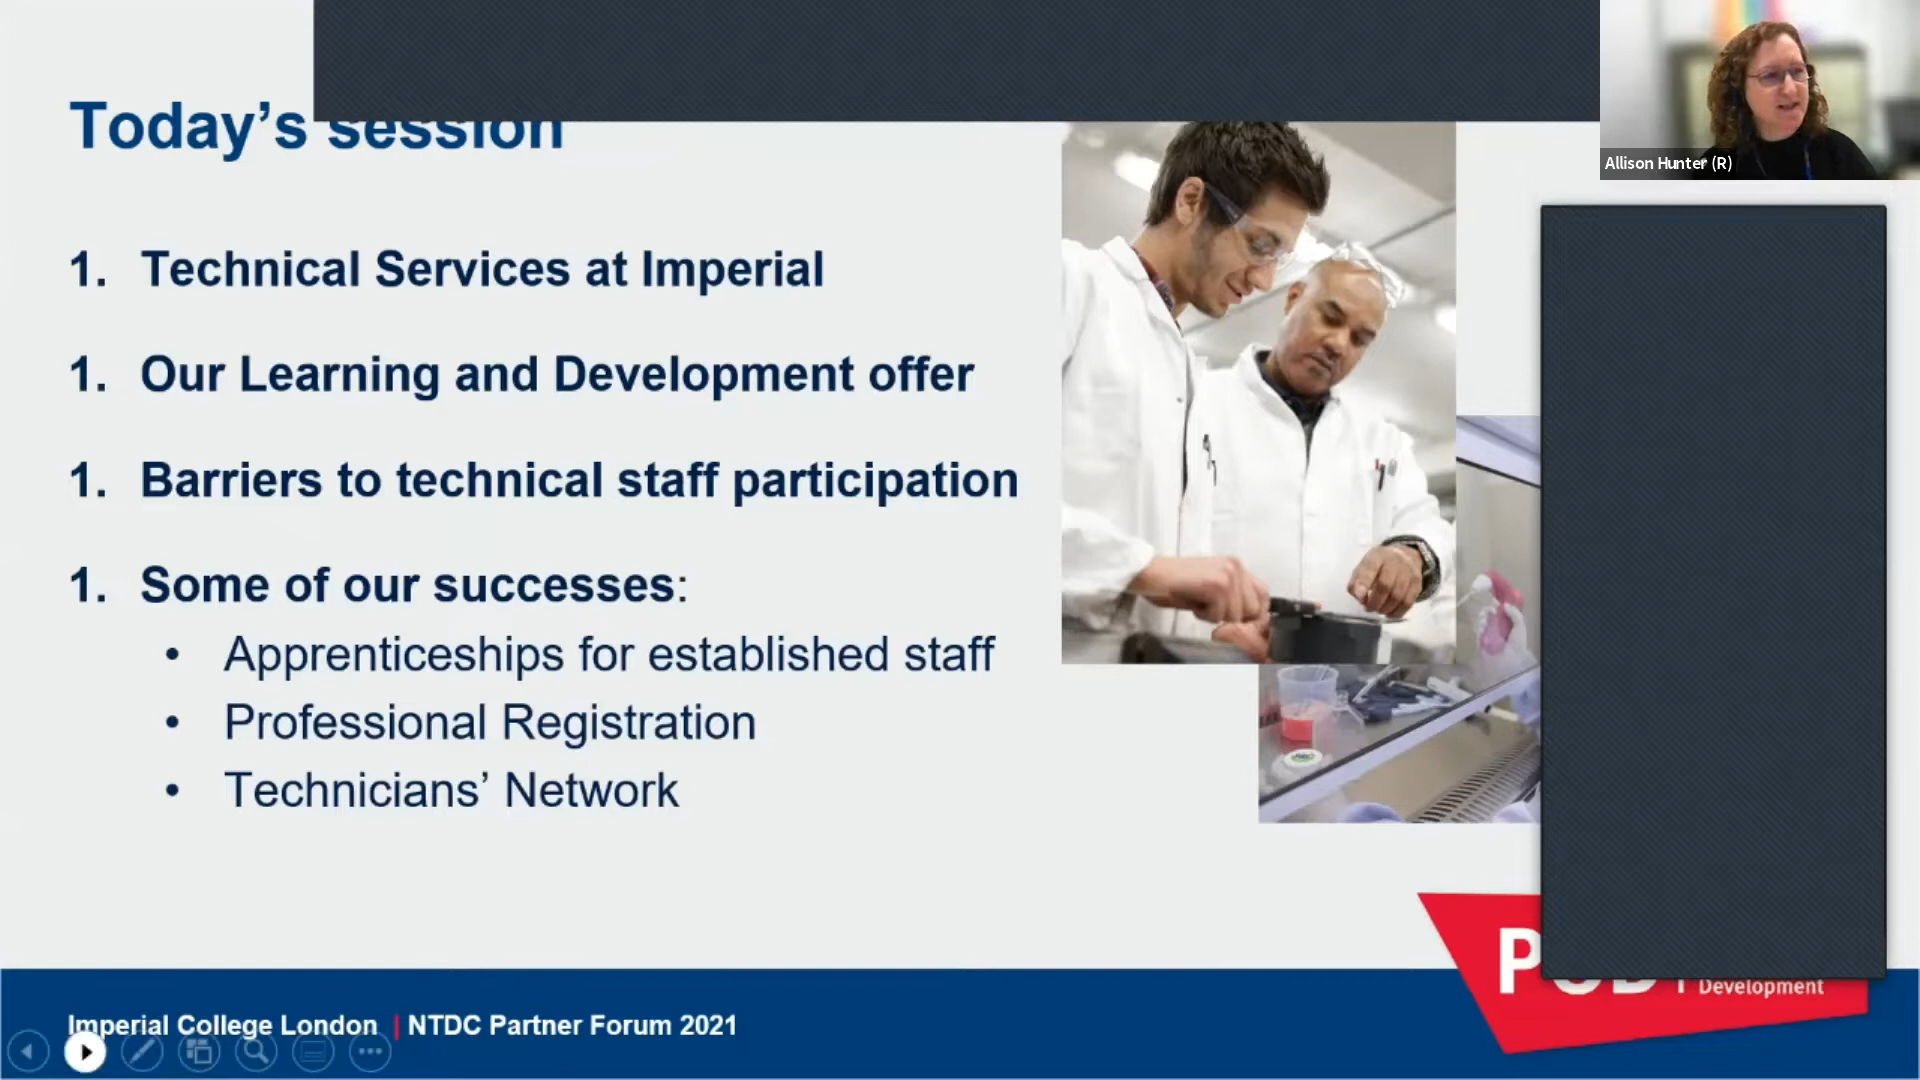 Today's session
Allison Hunter (R)
1. Technical Services at Imperial
1. Our Learning and Development offer
1. Barriers to technical staff participation
1. Some of our successes:
• Apprenticeships for established staff
• Professional Registration
• Technicians' Network
Development
Imperial College London | NTDC Partner Forum 2021